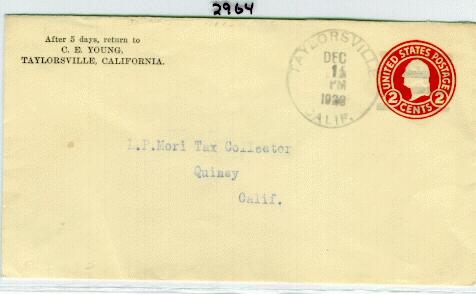 2964
After 5 days, return to
C. E. YOUNG,
TAYLORSVILLE, CALIFORNIA.
TAYLORSVILLE
DEC
PM
CALIF.
UNITED STATES POSTAGE
2 CENTS 2
L.P.Mori Tax Collector
Quincy
Calif.